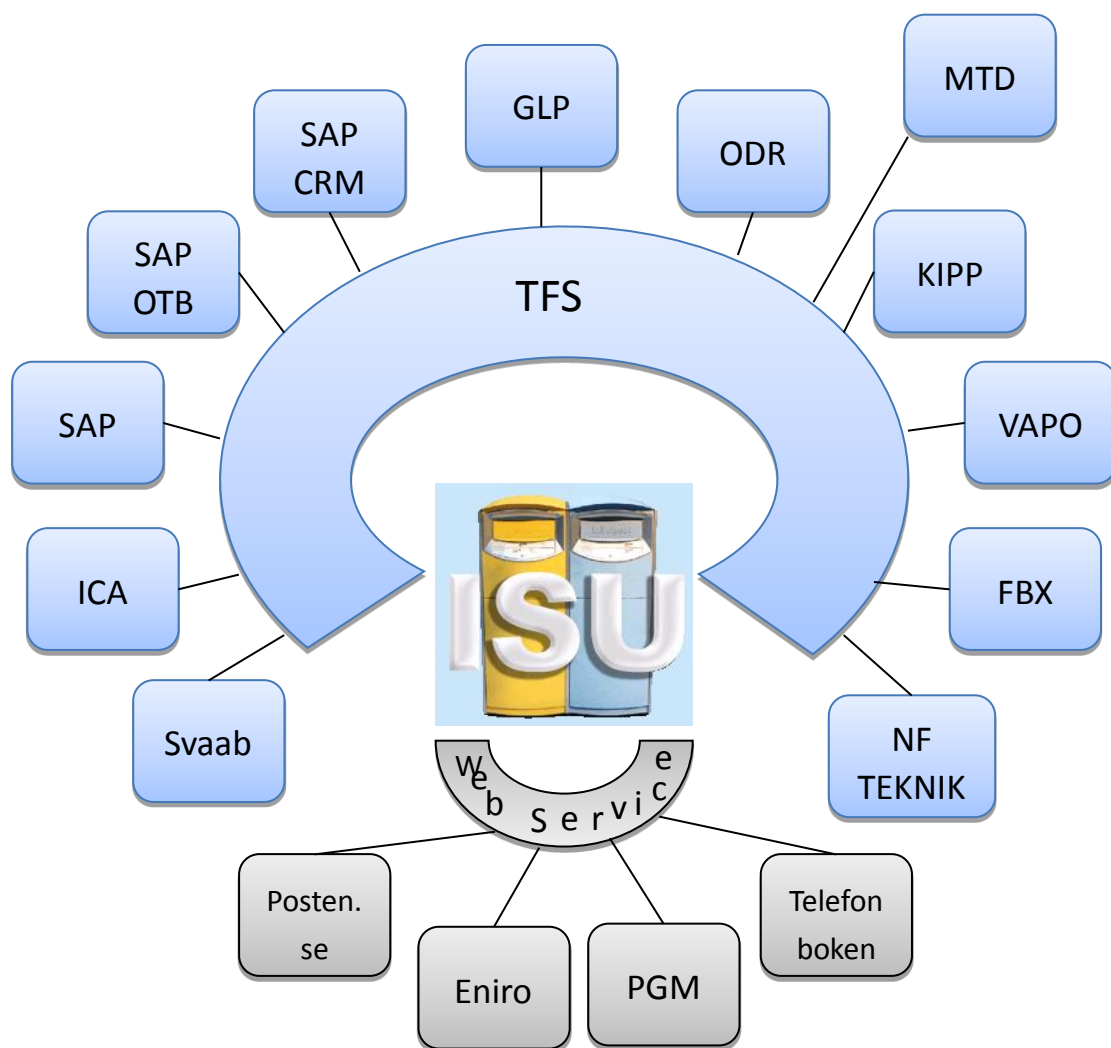 MTD
GLP
SAP
CRM
ODR
SAP
OTB
KIPP
TFS
SAP
VAPO
ICA
FBX
ISU
Svaab
NF
TEKNIK
Web Service
Posten.
se
Telefon
boken
Eniro
PGM